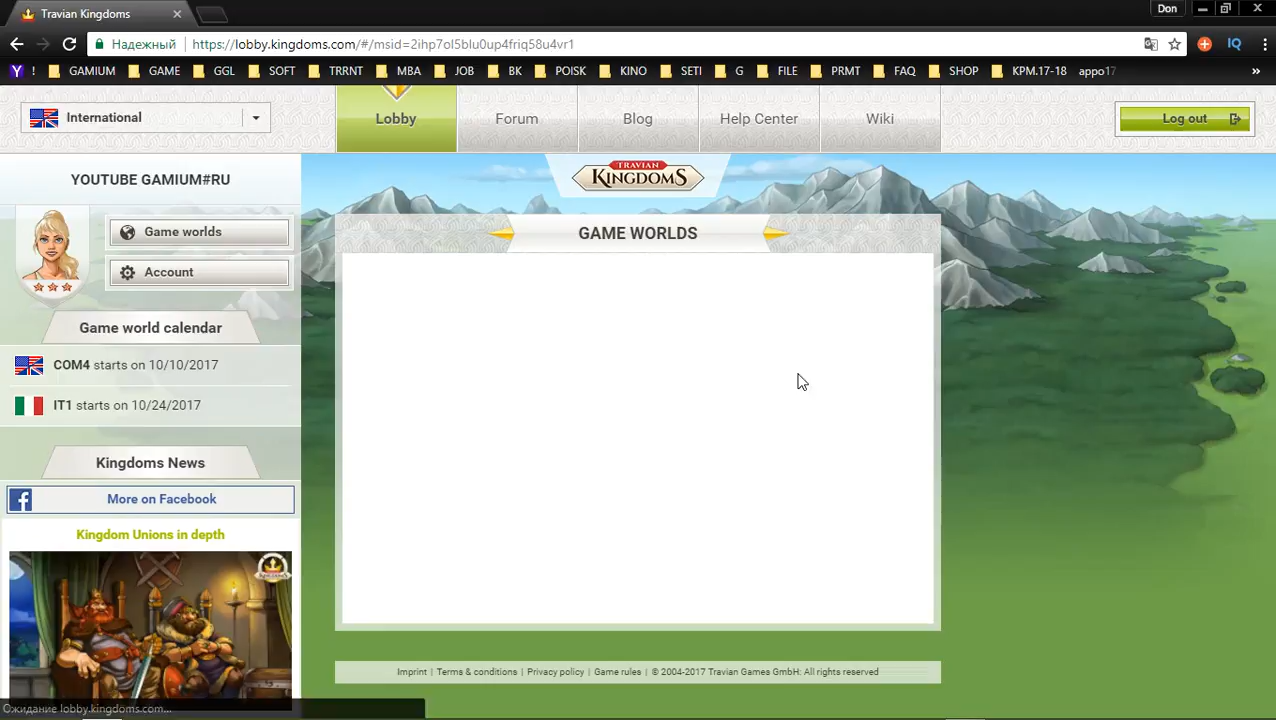 Travian Kingdoms
Don
Надежный
https://lobby.kingdoms.com/#/msid=2ihp7ol5blu0up4friq58u4vr1
IQ
Y ! GAMIUM GAME GGL SOFT TRRNT MBA JOB BK POISK KINO SETI G FILE PRMT FAQ SHOP KPM.17-18 appo17 »
International
Lobby
Forum
Blog
Help Center
Wiki
Log out
YOUTUBE GAMIUM#RU
TRAVIAN
KINGDOMS
Game worlds
Account
GAME WORLDS
Game world calendar
COM4 starts on 10/10/2017
IT1 starts on 10/24/2017
Kingdoms News
More on Facebook
Kingdom Unions in depth
Imprint | Terms & conditions | Privacy policy | Game rules | © 2004-2017 Travian Games GmbH: All rights reserved
Ожидание lobby.kingdoms.com...